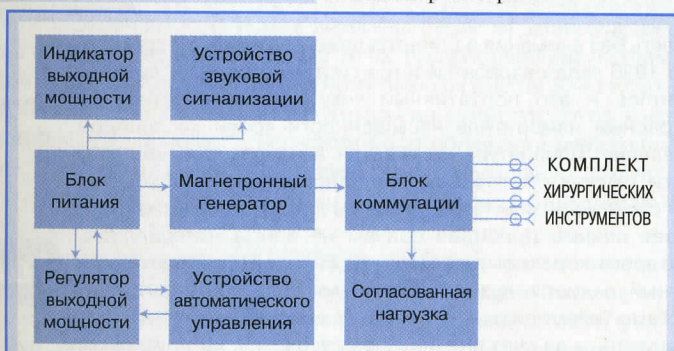 Индикатор
выходной
мощности
Устройство
звуковой
сигнализации
Блок
питания
Магнетронный
генератор
Блок
коммутации
КОМПЛЕКТ
ХИРУРГИЧЕСКИХ
ИНСТРУМЕНТОВ
Регулятор
выходной
мощности
Устройство
автоматического
управления
Согласованная
нагрузка